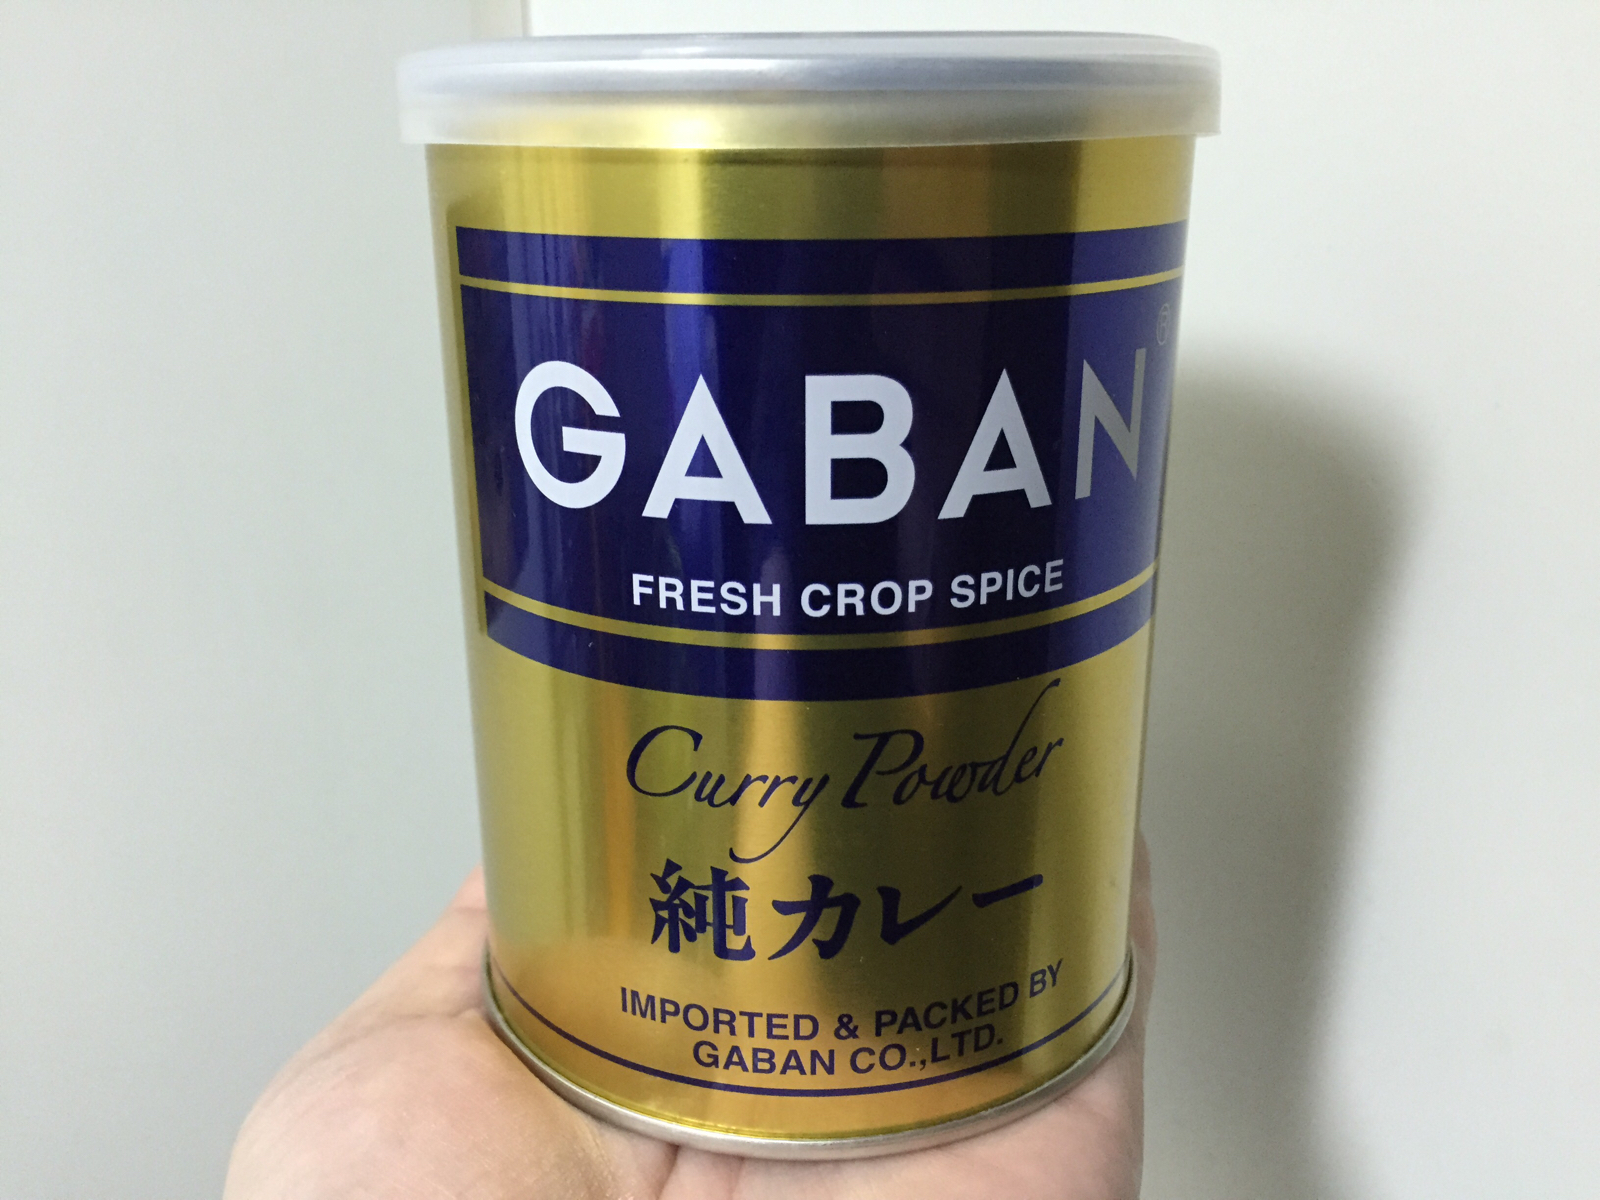 GABAN®
FRESH CROP SPICE
Curry Powder
純カレー
IMPORTED & PACKED BY
GABAN CO.,LTD.